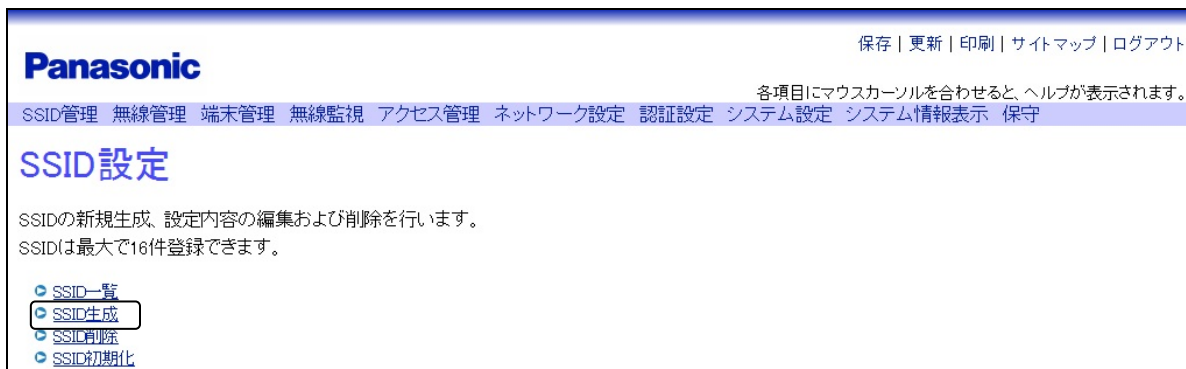 Panasonic
保存 | 更新 | 印刷 | サイトマップ | ログアウト
各項目にマウスカーソルを合わせると、ヘルプが表示されます。
SSID管理 無線管理 端末管理 無線監視 アクセス管理 ネットワーク設定 認証設定 システム設定 システム情報表示 保守
SSID設定
SSIDの新規生成、設定内容の編集および削除を行います。
SSIDは最大で16件登録できます。
SSID一覧
SSID生成
SSID削除
SSID初期化